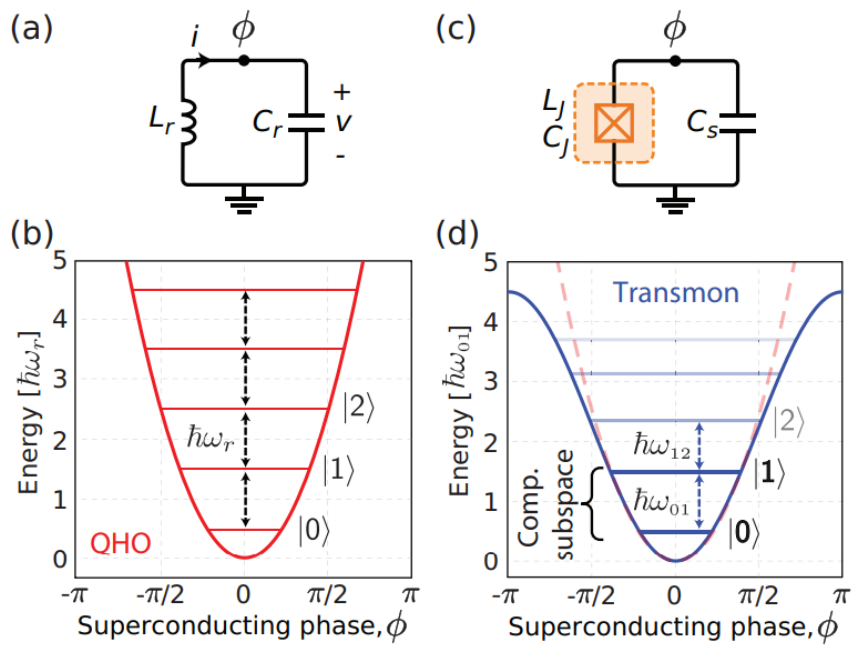 (a)
i
ϕ
L_r
C_r
+
v
-
(c)
ϕ
L_J
C_J
C_s
(b)
5
4
3
2
1
0
Energy [ℏω_r]
ℏω_r
|2⟩
|1⟩
|0⟩
QHO
-π
-π/2
0
π/2
π
Superconducting phase, ϕ
(d)
5
4
3
2
1
0
Energy [ℏω_01]
Transmon
|2⟩
ℏω_12
|1⟩
ℏω_01
|0⟩
Comp.
subspace
-π
-π/2
0
π/2
π
Superconducting phase, ϕ